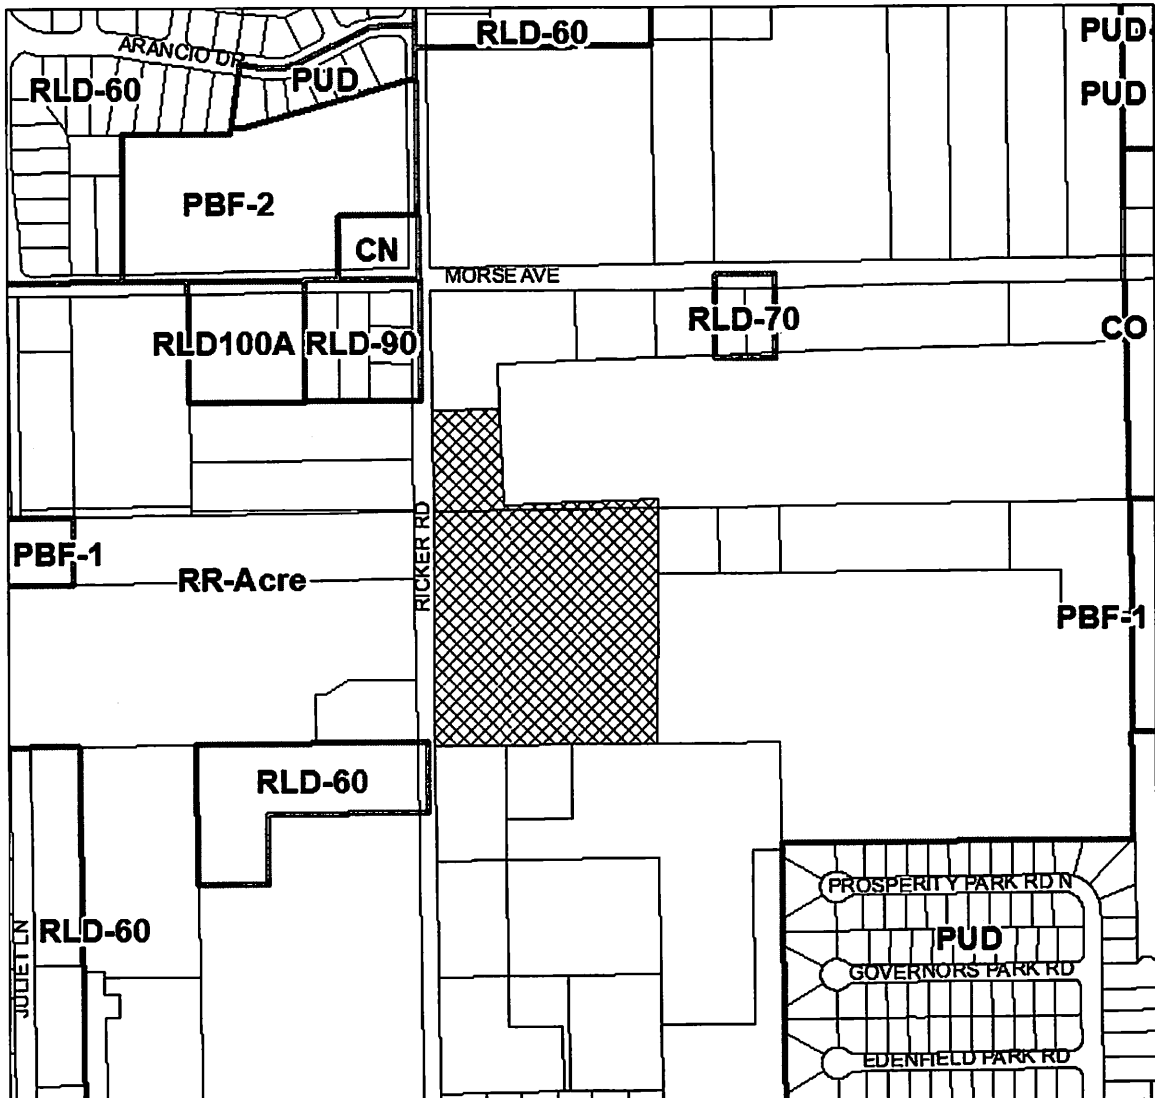 RLD-60
PUD
ARANCIO DR
PUD
RLD-60
PUD
PBF-2
CN
MORSE AVE
RLD100A
RLD-90
RLD-70
CO
RICKER RD
PBF-1
RR-Acre
PBF-1
RLD-60
PROSPERITY PARK RD N
JULIET LN
RLD-60
PUD
GOVERNORS PARK RD
EDENFIELD PARK RD